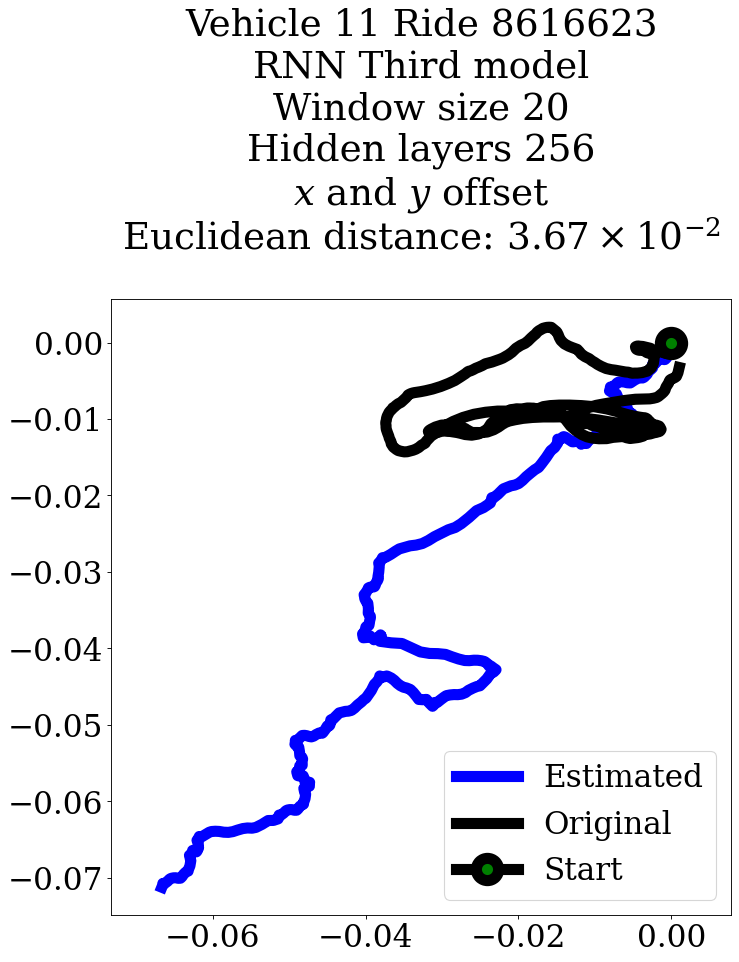 Vehicle 11 Ride 8616623
RNN Third model
Window size 20
Hidden layers 256
x and y offset
Euclidean distance: 3.67 × 10⁻²
0.00
−0.01
−0.02
−0.03
−0.04
−0.05
−0.06
−0.07
Estimated
Original
Start
−0.06 −0.04 −0.02 0.00